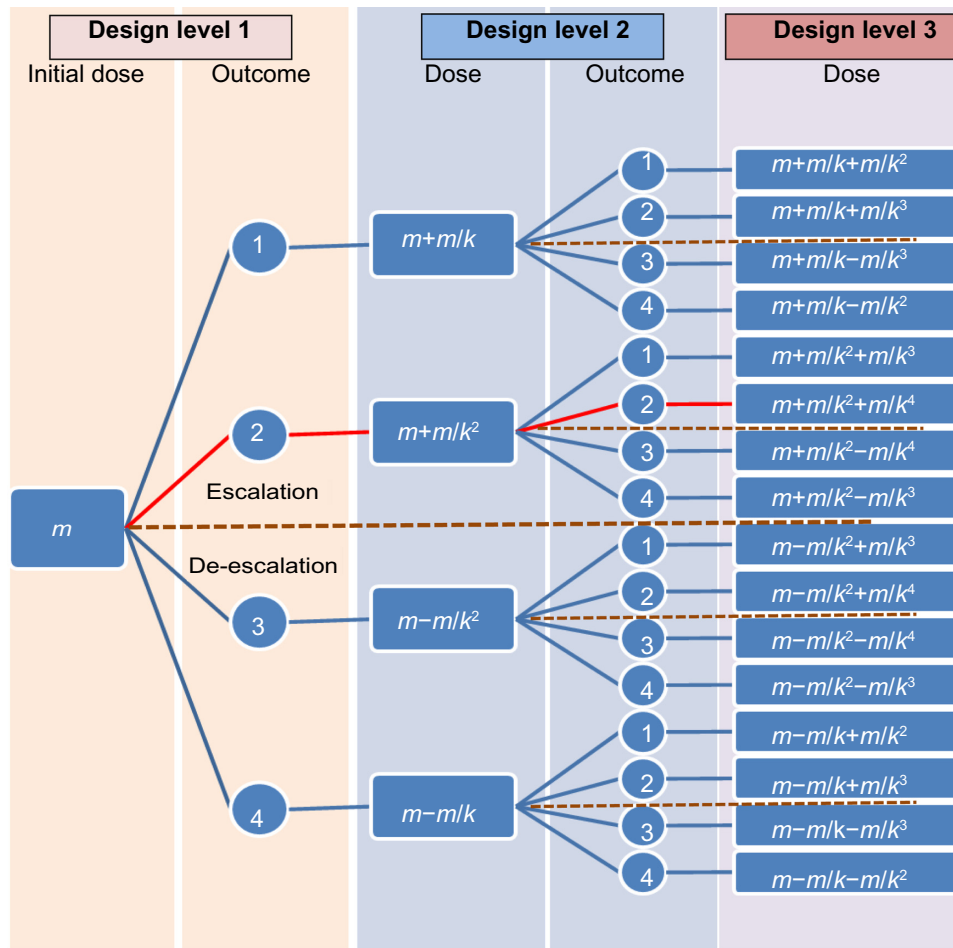 Design level 1
Design level 2
Design level 3
Initial dose
Outcome
Dose
Outcome
Dose
m
1
2
Escalation
De-escalation
3
4
m+m/k
m+m/k²
m−m/k²
m−m/k
1
2
3
4
1
2
3
4
1
2
3
4
1
2
3
4
m+m/k+m/k²
m+m/k+m/k³
m+m/k−m/k³
m+m/k−m/k²
m+m/k²+m/k³
m+m/k²+m/k⁴
m+m/k²−m/k⁴
m+m/k²−m/k³
m−m/k²+m/k³
m−m/k²+m/k⁴
m−m/k²−m/k⁴
m−m/k²−m/k³
m−m/k+m/k²
m−m/k+m/k³
m−m/k−m/k³
m−m/k−m/k²